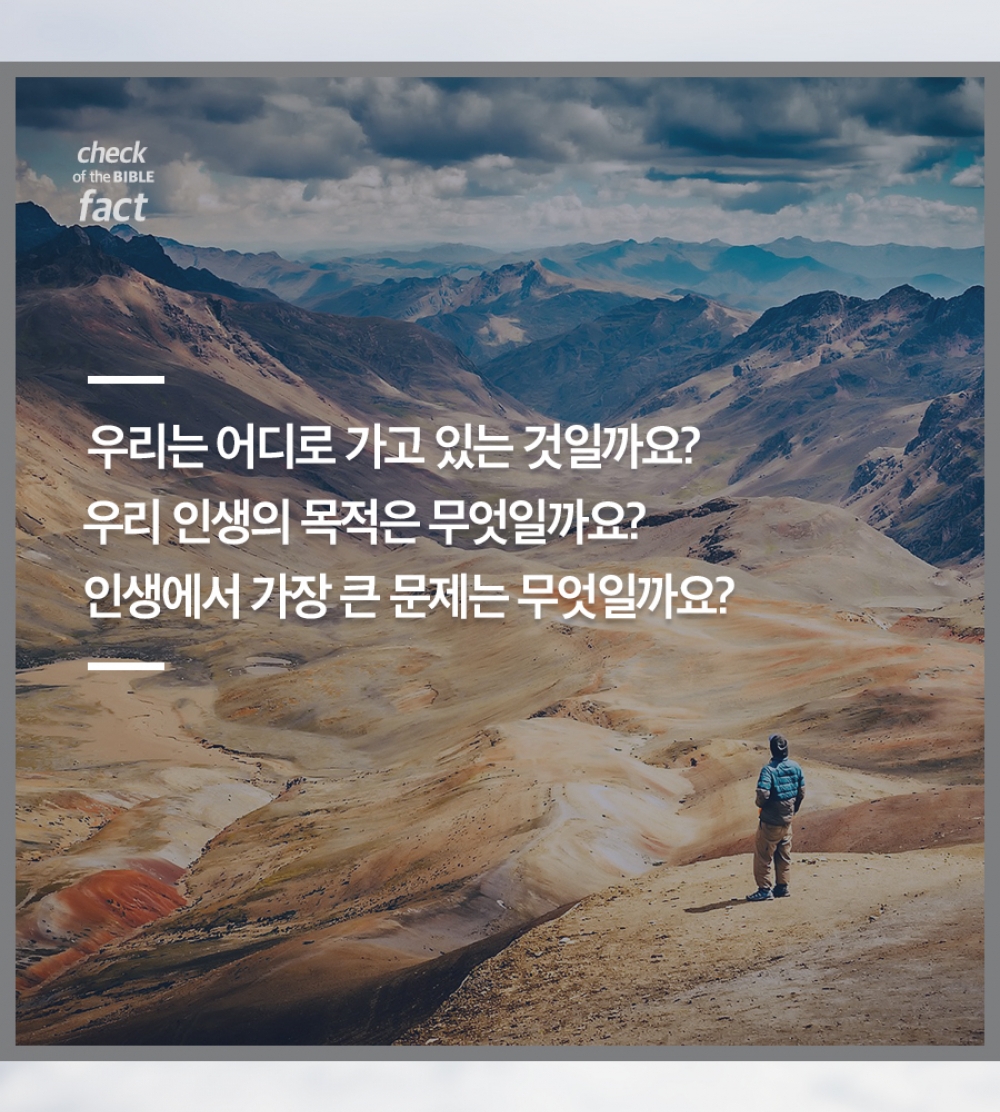 check
of the BIBLE
fact
우리는 어디로 가고 있는 것일까요?
우리 인생의 목적은 무엇일까요?
인생에서 가장 큰 문제는 무엇일까요?